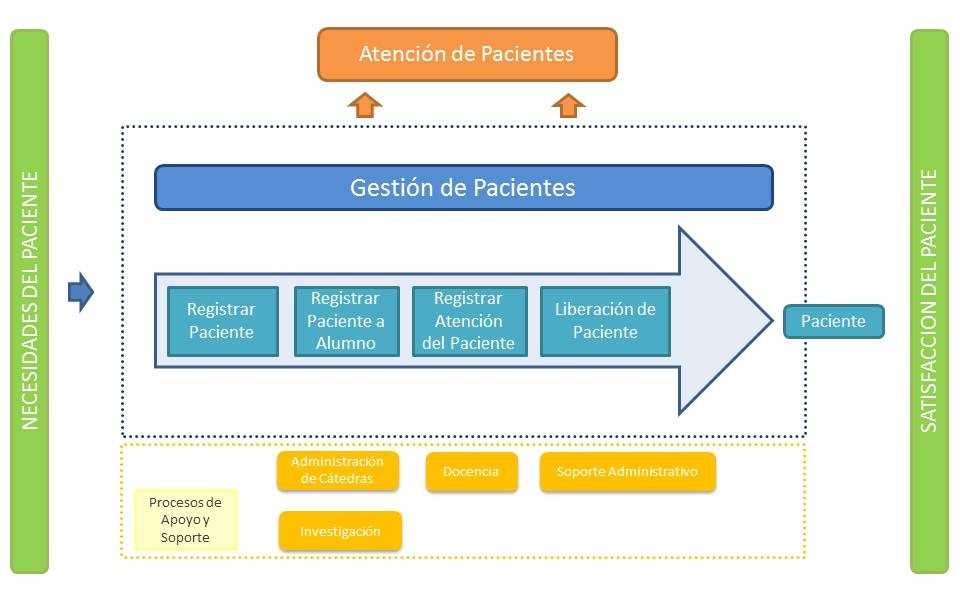 Atención de Pacientes
NECESIDADES DEL PACIENTE
Gestión de Pacientes
Registrar
Paciente
Registrar
Paciente a
Alumno
Registrar
Atención
del Paciente
Liberación de
Paciente
Paciente
SATISFACCION DEL PACIENTE
Procesos de
Apoyo y
Soporte
Administración
de Cátedras
Docencia
Soporte Administrativo
Investigación